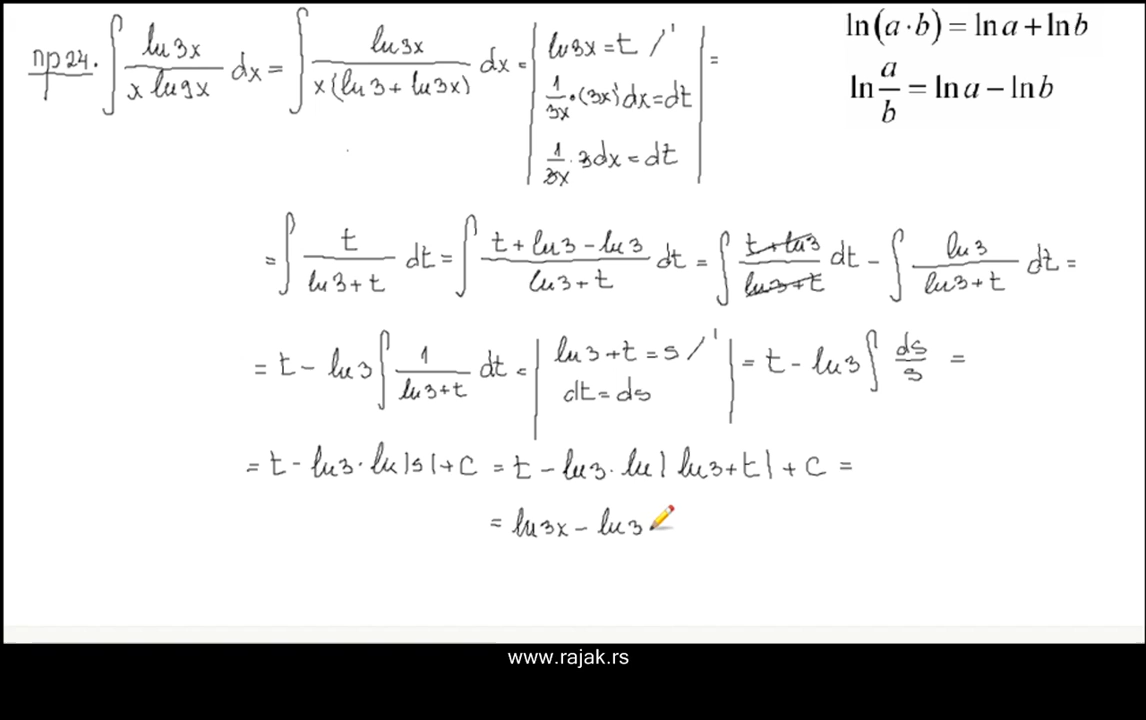 пр 24. ∫ ln3x / (x ln9x) dx = ∫ ln3x / (x(ln3 + ln3x)) dx = | ln3x = t /' ; 1/3x · (3x)' dx = dt ; 1/3x · 3dx = dt | =
ln(a·b) = ln a + ln b
ln a/b = ln a − ln b
= ∫ t / (ln3 + t) dt = ∫ (t + ln3 − ln3) / (ln3 + t) dt = ∫ (t + ln3) / (ln3 + t) dt − ∫ ln3 / (ln3 + t) dt =
= t − ln3 ∫ 1 / (ln3 + t) dt = | ln3 + t = s /' ; dt = ds | = t − ln3 ∫ ds/s =
= t − ln3 · ln|s| + C = t − ln3 · ln|ln3 + t| + C =
= ln3x − ln3
www.rajak.rs